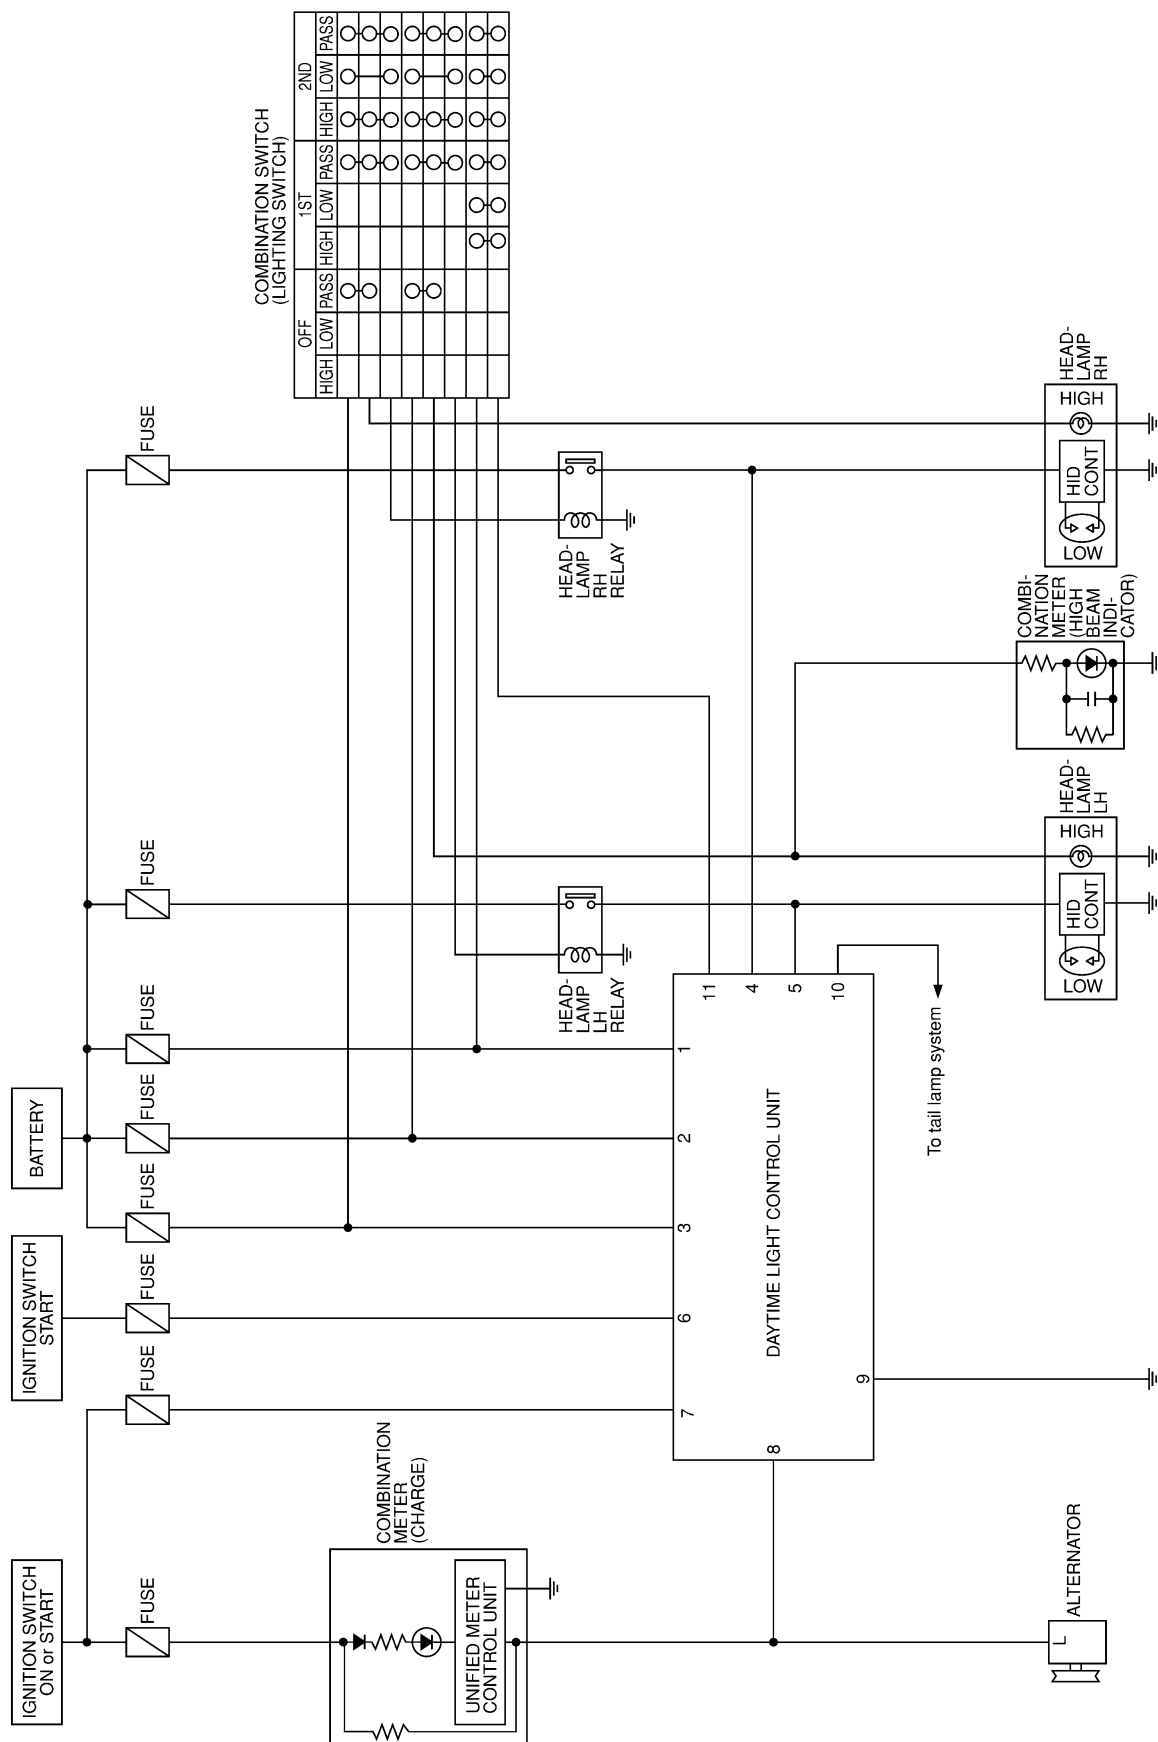 IGNITION SWITCH
ON or START
IGNITION SWITCH
START
BATTERY
FUSE
FUSE
FUSE
FUSE
FUSE
FUSE
FUSE
FUSE
COMBINATION SWITCH
(LIGHTING SWITCH)
OFF
1ST
2ND
HIGH
LOW
PASS
HIGH
LOW
PASS
HIGH
LOW
PASS
COMBINATION
METER
(CHARGE)
UNIFIED METER
CONTROL UNIT
HEAD-
LAMP
LH
RELAY
HEAD-
LAMP
RH
RELAY
7
6
3
2
1
11
4
5
10
8
9
DAYTIME LIGHT CONTROL UNIT
To tail lamp system
ALTERNATOR
L
HEAD-
LAMP
LH
HIGH
HID
CONT
LOW
COMBI-
NATION
METER
(HIGH
BEAM
INDI-
CATOR)
HEAD-
LAMP
RH
HIGH
HID
CONT
LOW